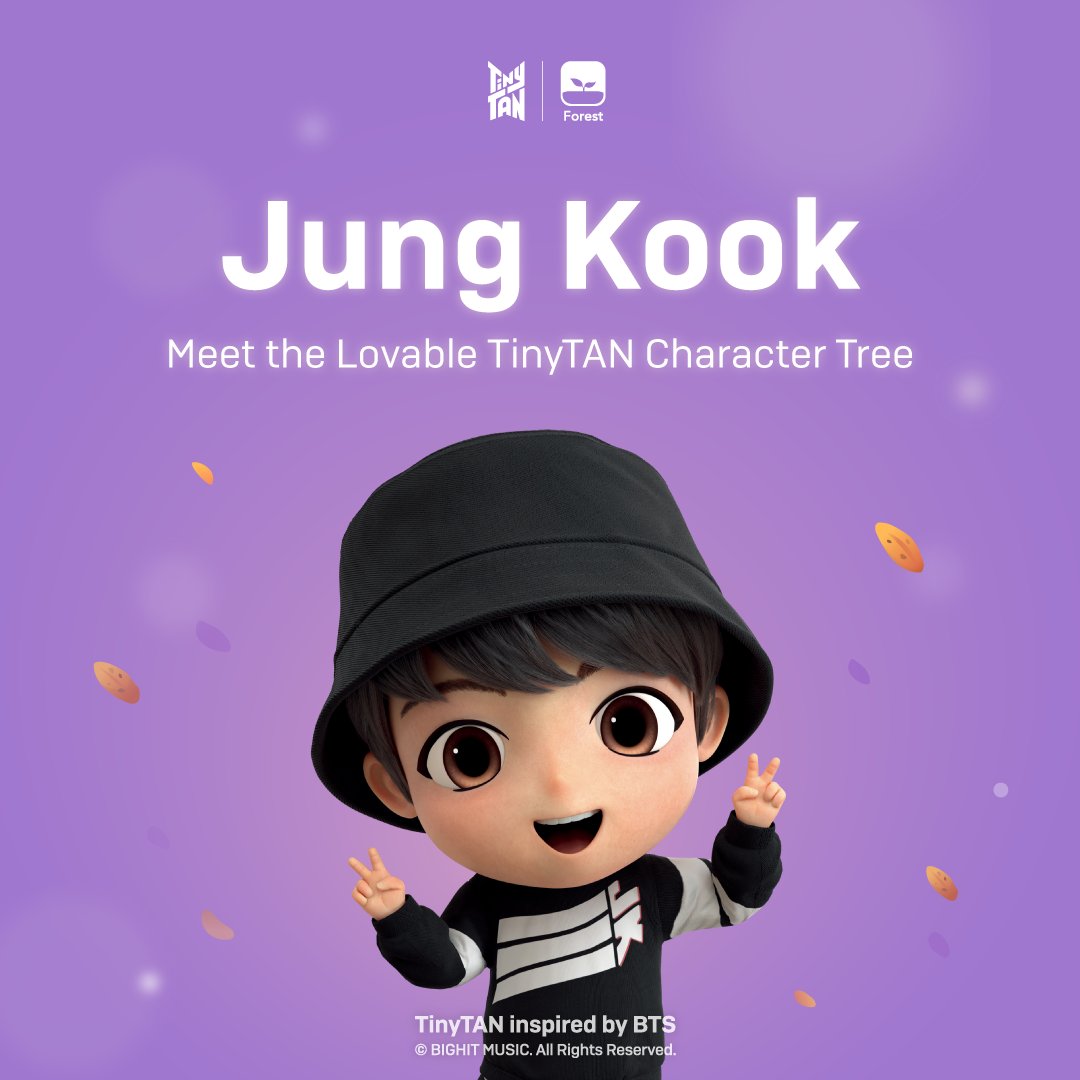 TinyTAN
Forest
Jung Kook
Meet the Lovable TinyTAN Character Tree
JK
TinyTAN inspired by BTS
© BIGHIT MUSIC. All Rights Reserved.